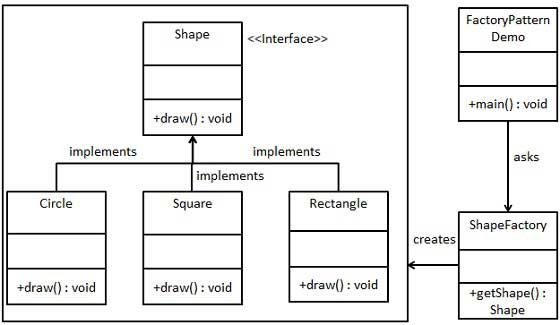 Shape
<<Interface>>
+draw() : void
implements
implements
implements
Circle
+draw() : void
Square
+draw() : void
Rectangle
+draw() : void
FactoryPattern
Demo
+main() : void
asks
ShapeFactory
+getShape() :
Shape
creates